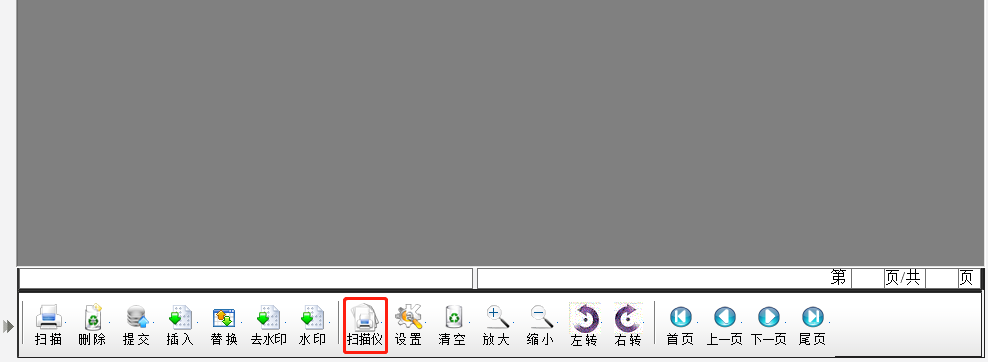 第 页/共 页
扫描 删除 提交 插入 替换 去水印 水印 扫描仪 设置 清空 放大 缩小 左转 右转 首页 上一页 下一页 尾页